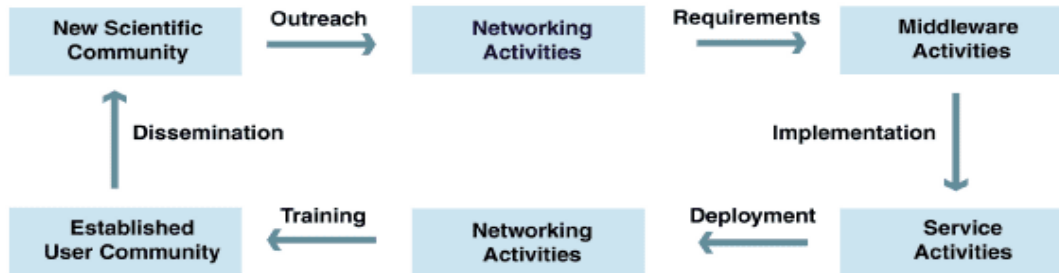 Outreach
Requirements
New Scientific
Community
Networking
Activities
Middleware
Activities
Dissemination
Implementation
Established
User Community
Training
Networking
Activities
Deployment
Service
Activities